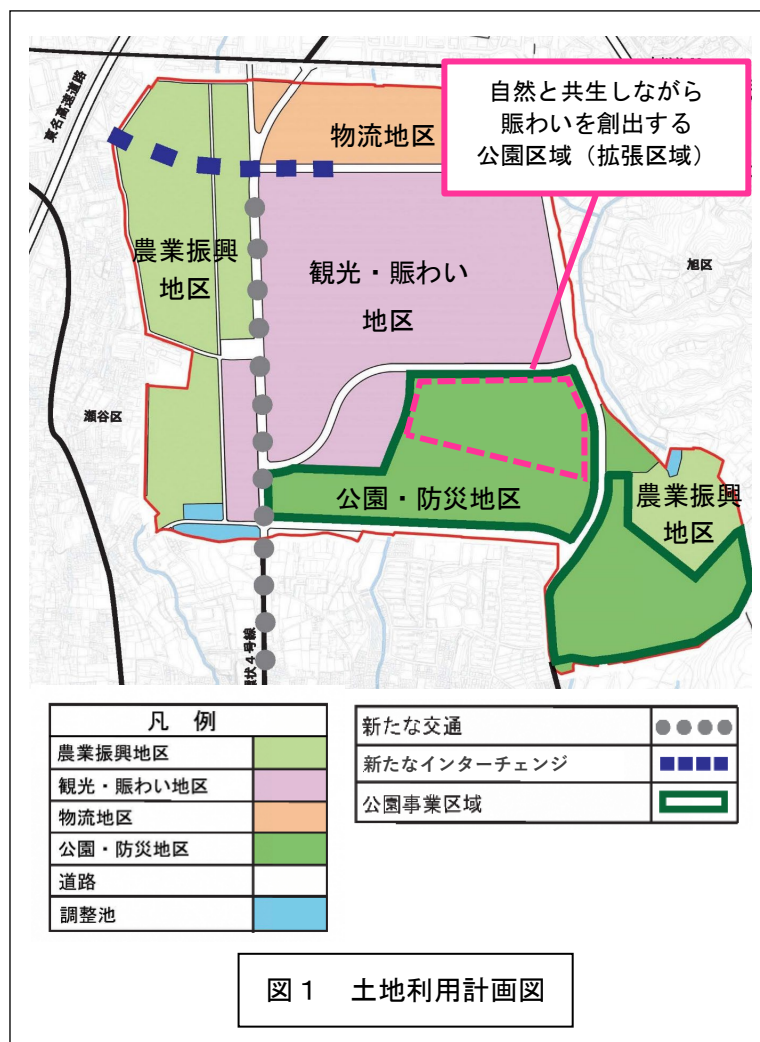 東名高速道路
自然と共生しながら
賑わいを創出する
公園区域（拡張区域）
物流地区
農業振興
地区
観光・賑わい
地区
旭区
瀬谷区
公園・防災地区
農業振興
地区
環状4号線
凡　例
農業振興地区
観光・賑わい地区
物流地区
公園・防災地区
道路
調整池
新たな交通
新たなインターチェンジ
公園事業区域
図１　土地利用計画図